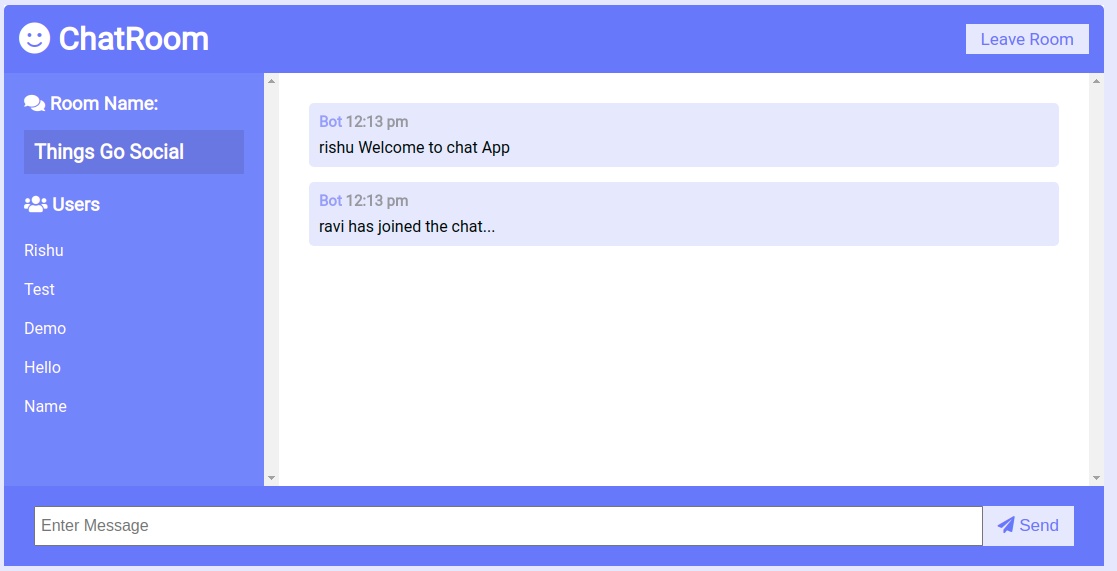 ChatRoom
Leave Room
Room Name:
Things Go Social
Users
Rishu
Test
Demo
Hello
Name
Bot 12:13 pm
rishu Welcome to chat App
Bot 12:13 pm
ravi has joined the chat...
Enter Message
Send